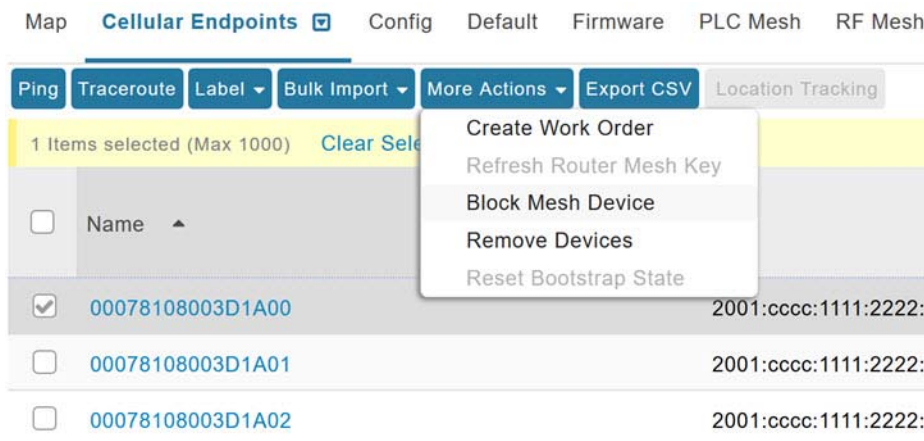 Map Cellular Endpoints Config Default Firmware PLC Mesh RF Mesh
Ping Traceroute Label Bulk Import More Actions Export CSV Location Tracking
1 Items selected (Max 1000) Clear Sele
Create Work Order
Refresh Router Mesh Key
Block Mesh Device
Remove Devices
Reset Bootstrap State
Name
00078108003D1A00 2001:cccc:1111:2222:
00078108003D1A01 2001:cccc:1111:2222:
00078108003D1A02 2001:cccc:1111:2222: